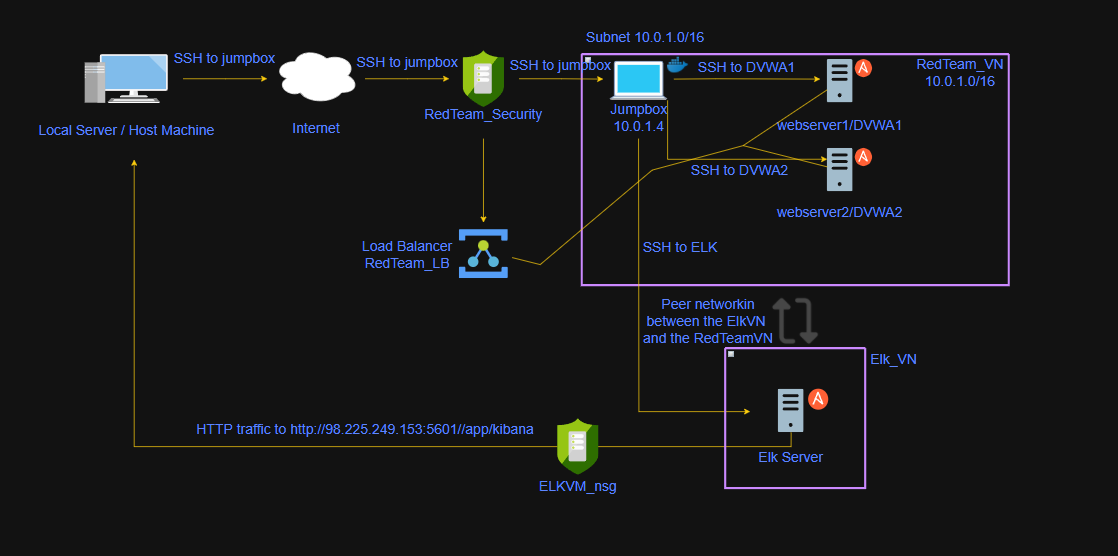 Subnet 10.0.1.0/16
SSH to jumpbox
SSH to jumpbox
SSH to jumpbox
SSH to DVWA1
RedTeam_VN
10.0.1.0/16
Local Server / Host Machine
Internet
RedTeam_Security
Jumpbox
10.0.1.4
webserver1/DVWA1
SSH to DVWA2
webserver2/DVWA2
Load Balancer
RedTeam_LB
SSH to ELK
Peer networkin
between the ElkVN
and the RedTeamVN
Elk_VN
HTTP traffic to http://98.225.249.153:5601//app/kibana
Elk Server
ELKVM_nsg